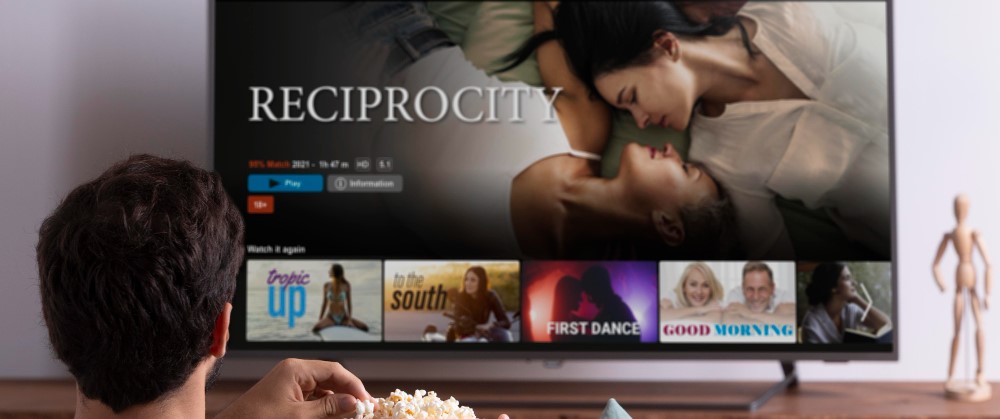 RECIPROCITY
98% Match 2021 - 1h 47 m HD 5.1
Play Information
18+
Watch it again
tropic
up
to the
south
FIRST DANCE
GOOD MORNING